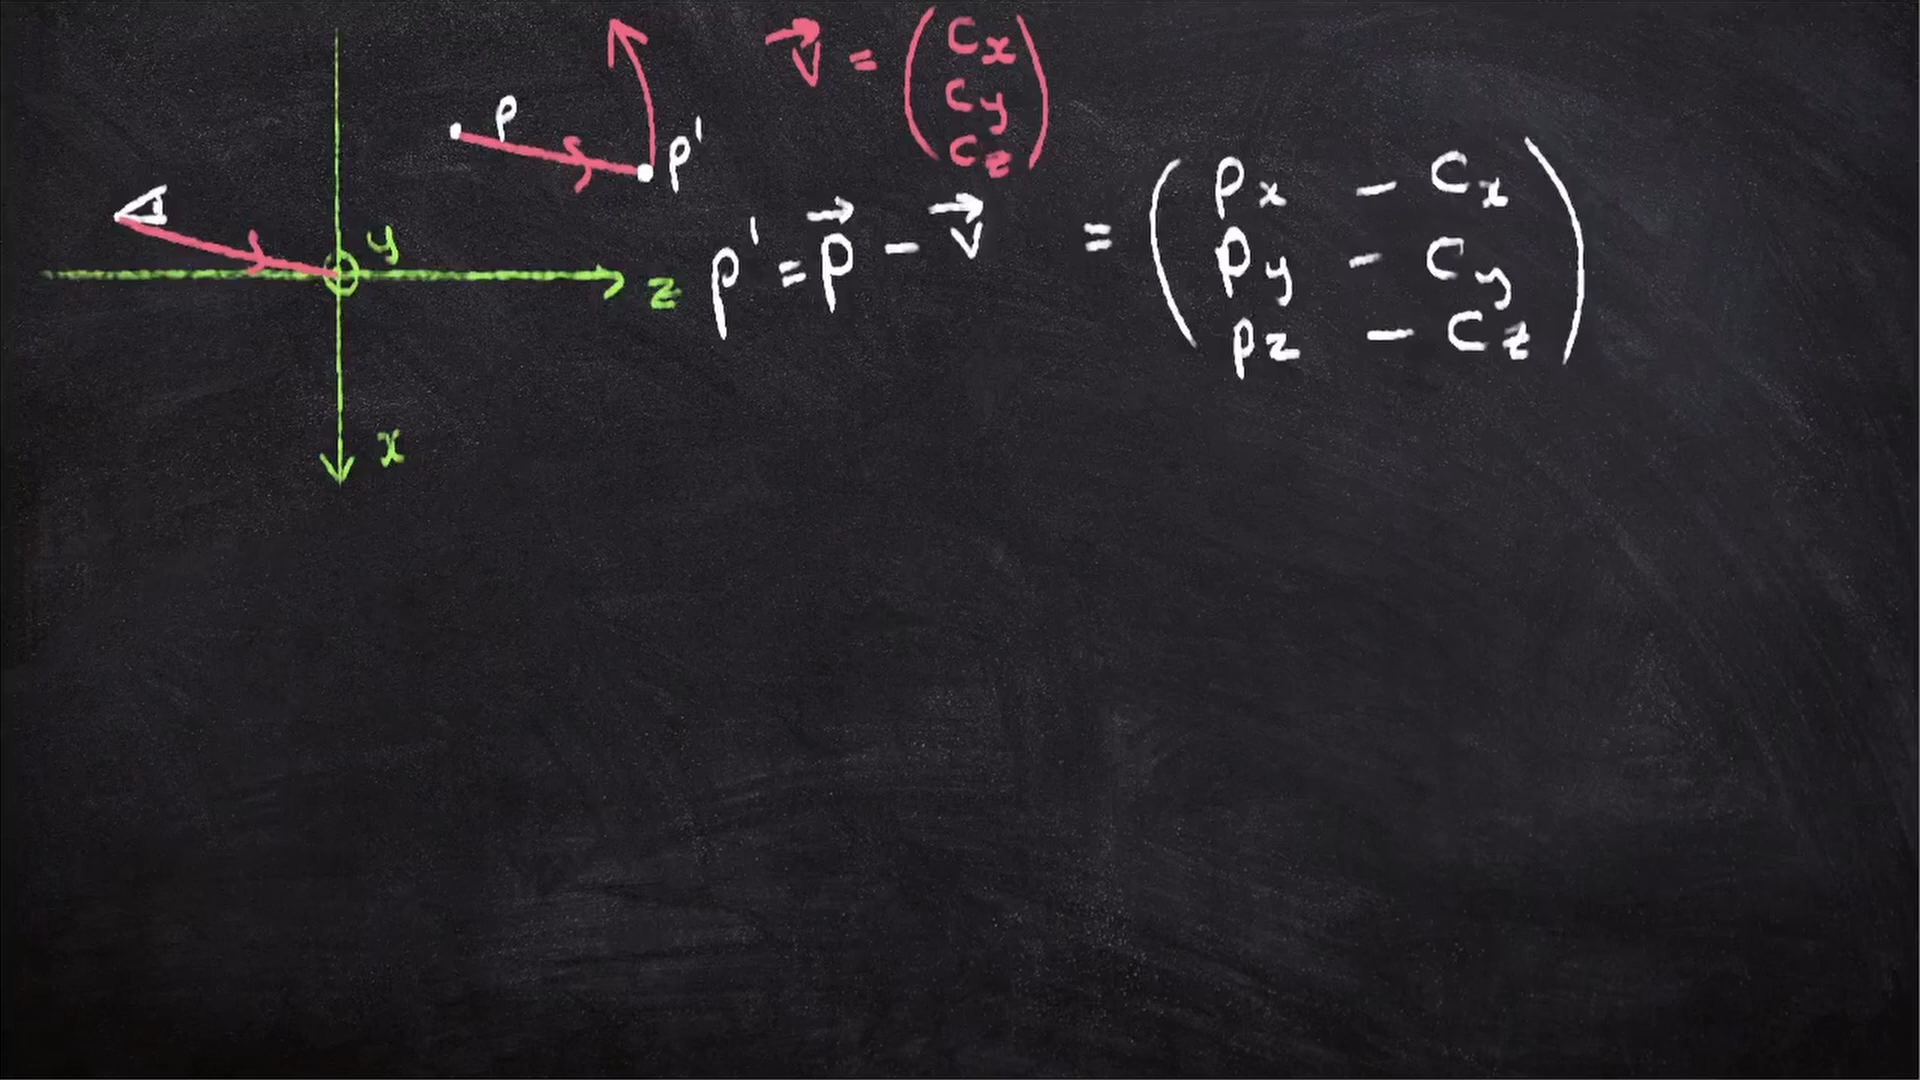 v⃗ = (Cx
Cy
Cz)
p
p'
y
z
x
p' = p⃗ - v⃗ = (px - Cx
py - Cy
pz - Cz)